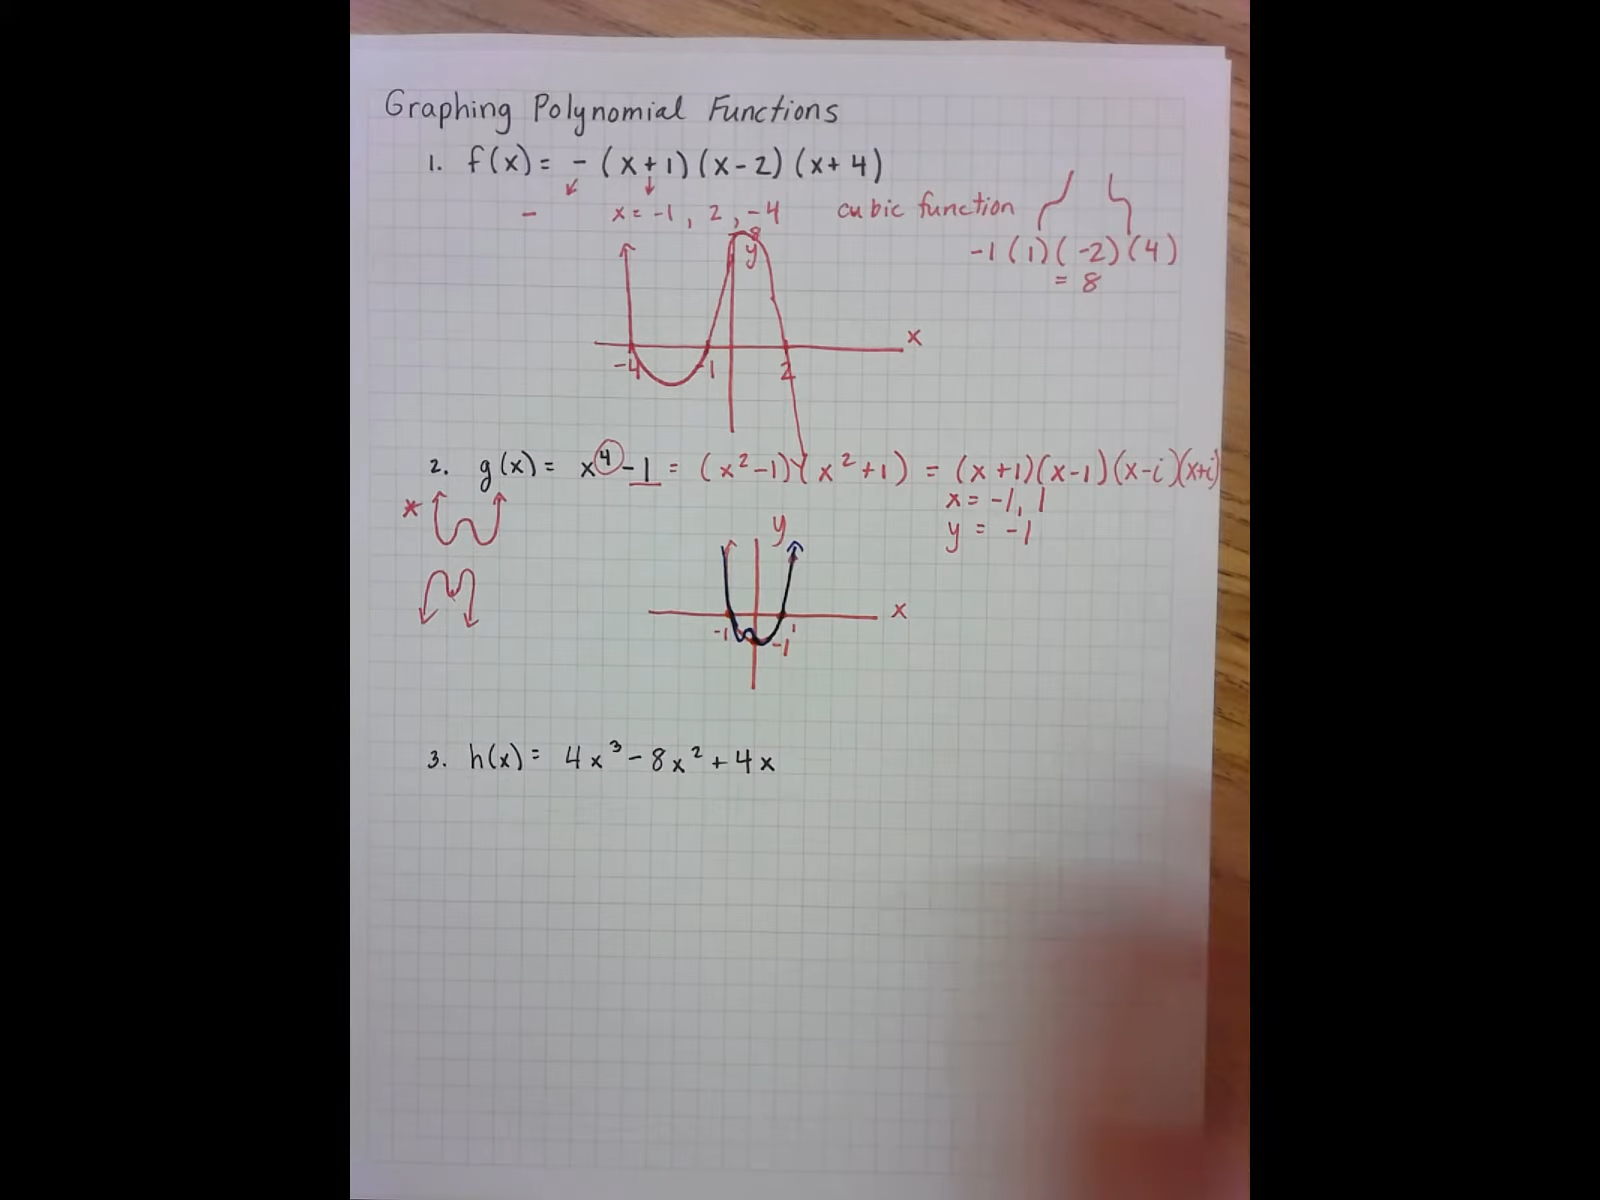 Graphing Polynomial Functions
1. f(x) = - (x+1)(x-2)(x+4)
- x = -1, 2, -4 cubic function
-1(1)(-2)(4)
= 8
8
y
x
-4 -1 2
2. g(x) = x⁴-1 = (x²-1)(x²+1) = (x+1)(x-1)(x-i)(x+i)
x = -1, 1
y = -1
y
x
-1 1
-1
3. h(x) = 4x³-8x²+4x